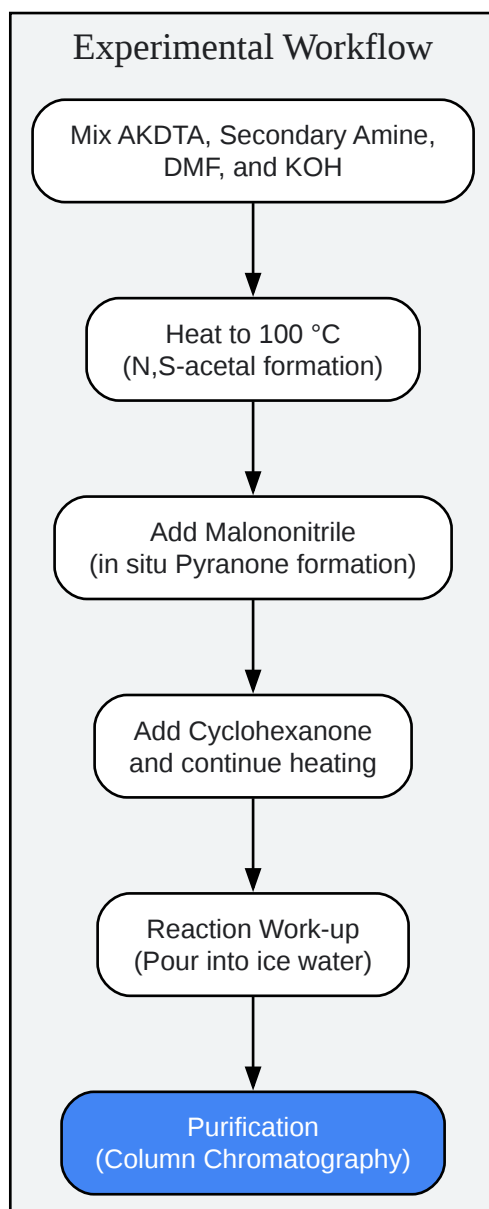 Experimental Workflow
Mix AKDTA, Secondary Amine,
DMF, and KOH
Heat to 100 °C
(N,S-acetal formation)
Add Malononitrile
(in situ Pyranone formation)
Add Cyclohexanone
and continue heating
Reaction Work-up
(Pour into ice water)
Purification
(Column Chromatography)